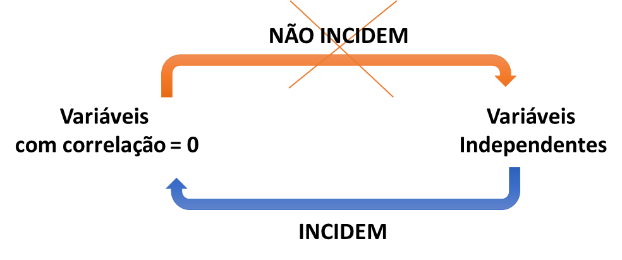 NÃO INCIDEM
Variáveis
com correlação = 0
Variáveis
Independentes
INCIDEM